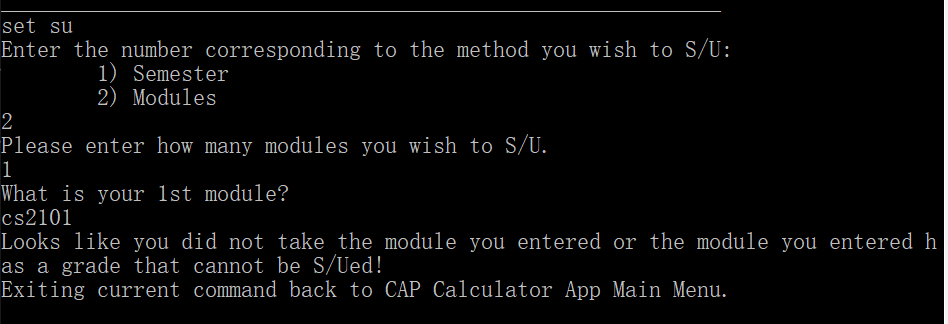 set su
Enter the number corresponding to the method you wish to S/U:
1) Semester
2) Modules
2
Please enter how many modules you wish to S/U.
1
What is your 1st module?
cs2101
Looks like you did not take the module you entered or the module you entered h
as a grade that cannot be S/Ued!
Exiting current command back to CAP Calculator App Main Menu.